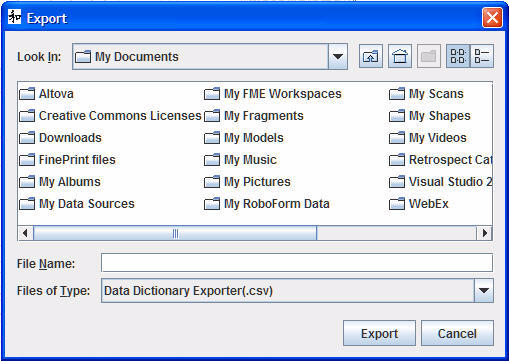 和 Export
Look In: My Documents
Altova My FME Workspaces My Scans
Creative Commons Licenses My Fragments My Shapes
Downloads My Models My Videos
FinePrint files My Music Retrospect Cat
My Albums My Pictures Visual Studio 2
My Data Sources My RoboForm Data WebEx
File Name:
Files of Type: Data Dictionary Exporter(.csv)
Export Cancel